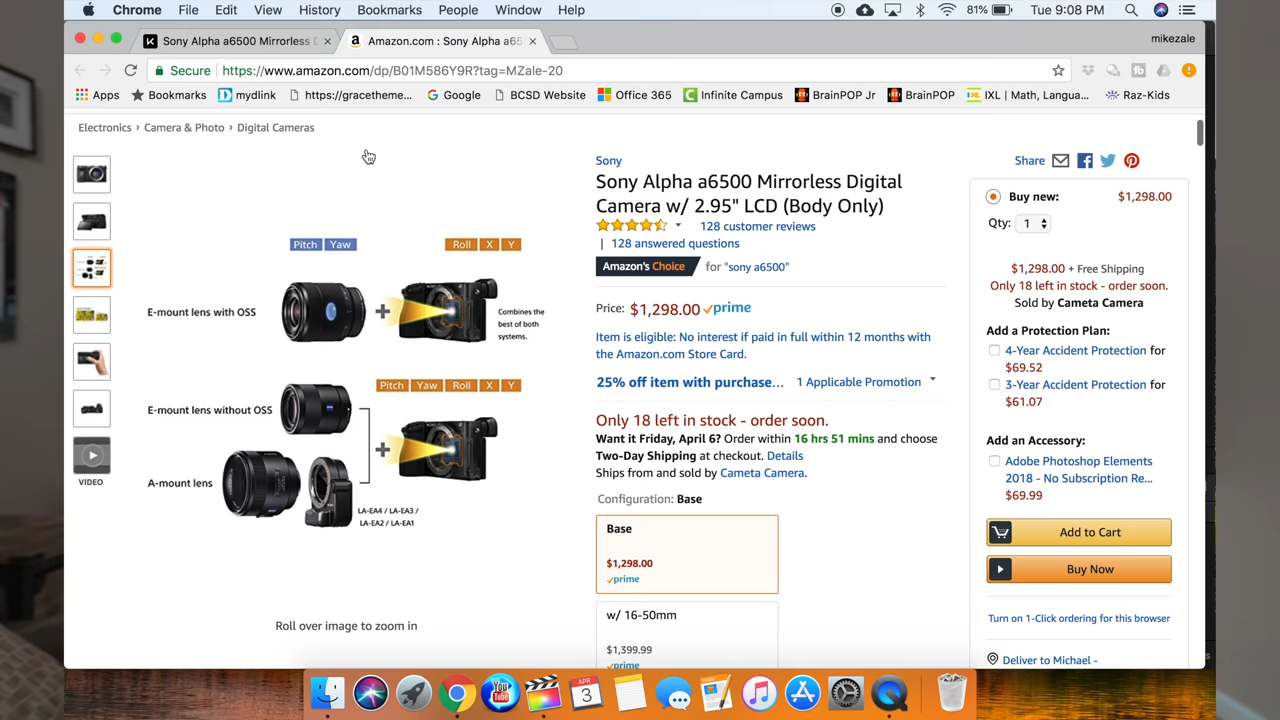 Chrome File Edit View History Bookmarks People Window Help 81% Tue 9:08 PM
Sony Alpha a6500 Mirrorless D × Amazon.com : Sony Alpha a65 × mikezale
Secure https://www.amazon.com/dp/B01M586Y9R?tag=MZale-20
Apps Bookmarks mydlink https://gracetheme... Google BCSD Website Office 365 Infinite Campus BrainPOP Jr BrainPOP IXL | Math, Langua... Raz-Kids
Electronics › Camera & Photo › Digital Cameras
VIDEO
Pitch Yaw Roll X Y
E-mount lens with OSS
Combines the
best of both
systems.
Pitch Yaw Roll X Y
E-mount lens without OSS
A-mount lens
LA-EA4 / LA-EA3 /
LA-EA2 / LA-EA1
Roll over image to zoom in
Sony
Sony Alpha a6500 Mirrorless Digital
Camera w/ 2.95" LCD (Body Only)
128 customer reviews
| 128 answered questions
Amazon's Choice for "sony a6500"
Price: $1,298.00 prime
Item is eligible: No interest if paid in full within 12 months with
the Amazon.com Store Card.
25% off item with purchase... 1 Applicable Promotion
Only 18 left in stock - order soon.
Want it Friday, April 6? Order within 16 hrs 51 mins and choose
Two-Day Shipping at checkout. Details
Ships from and sold by Cameta Camera.
Configuration: Base
Base
$1,298.00
prime
w/ 16-50mm
$1,399.99
prime
Share
Buy new: $1,298.00
Qty: 1
$1,298.00 + Free Shipping
Only 18 left in stock - order soon.
Sold by Cameta Camera
Add a Protection Plan:
4-Year Accident Protection for
$69.52
3-Year Accident Protection for
$61.07
Add an Accessory:
Adobe Photoshop Elements
2018 - No Subscription Re...
$69.99
Add to Cart
Buy Now
Turn on 1-Click ordering for this browser
Deliver to Michael -
You
Tube
APR
3